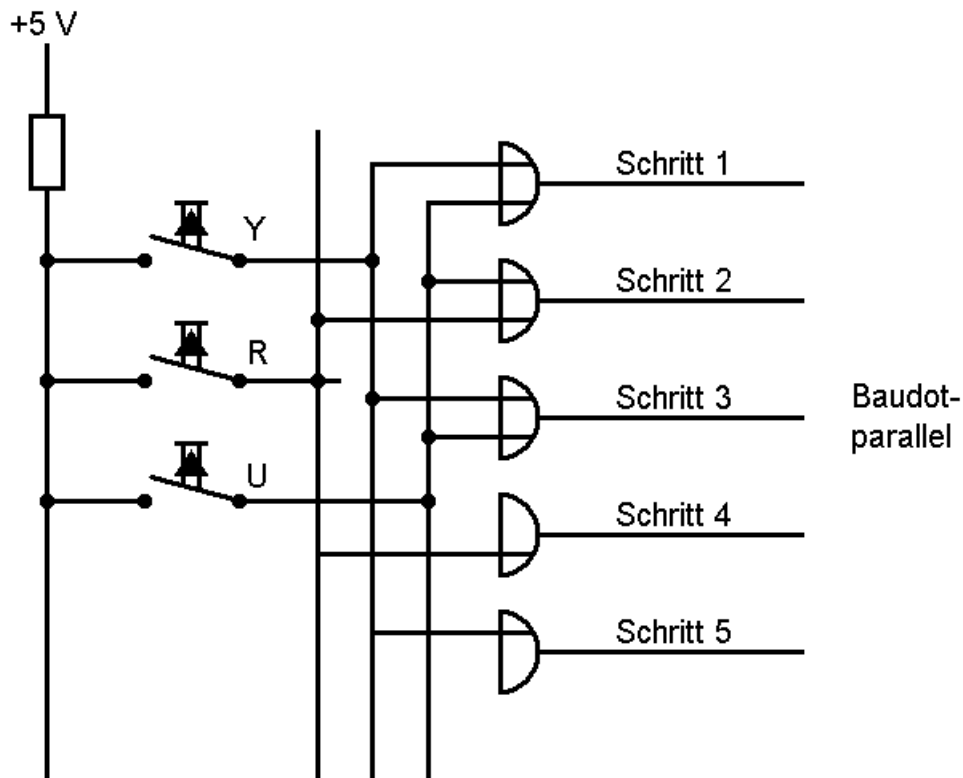 +5 V
Y
R
U
Schritt 1
Schritt 2
Schritt 3
Schritt 4
Schritt 5
Baudot-
parallel